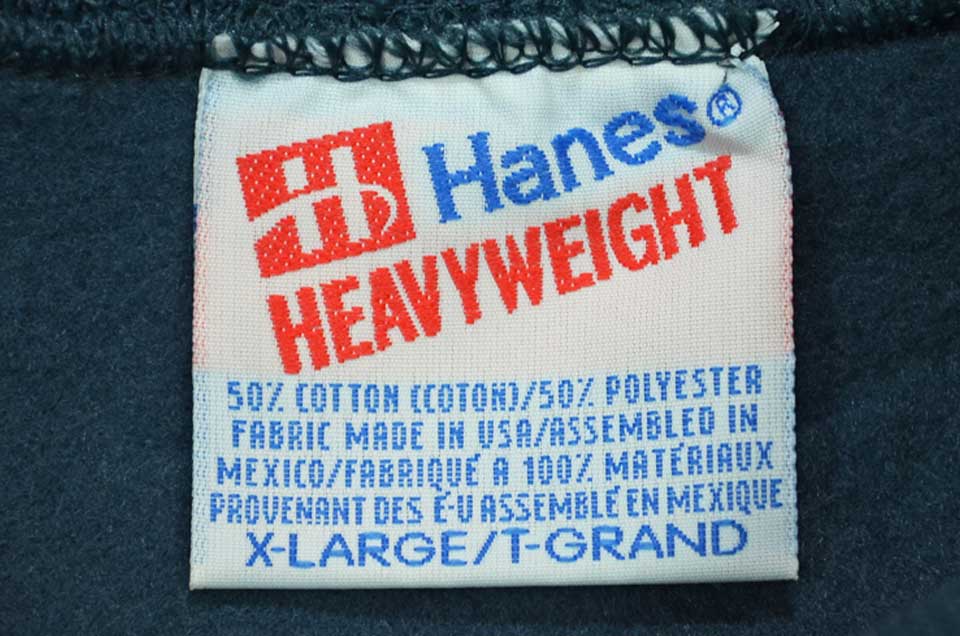 Hanes®
HEAVYWEIGHT
50% COTTON (COTON)/50% POLYESTER
FABRIC MADE IN USA/ASSEMBLED IN
MEXICO/FABRIQUÉ A 100% MATÉRIAUX
PROVENANT DES É-U ASSEMBLÉ EN MEXIQUE
X-LARGE/T-GRAND